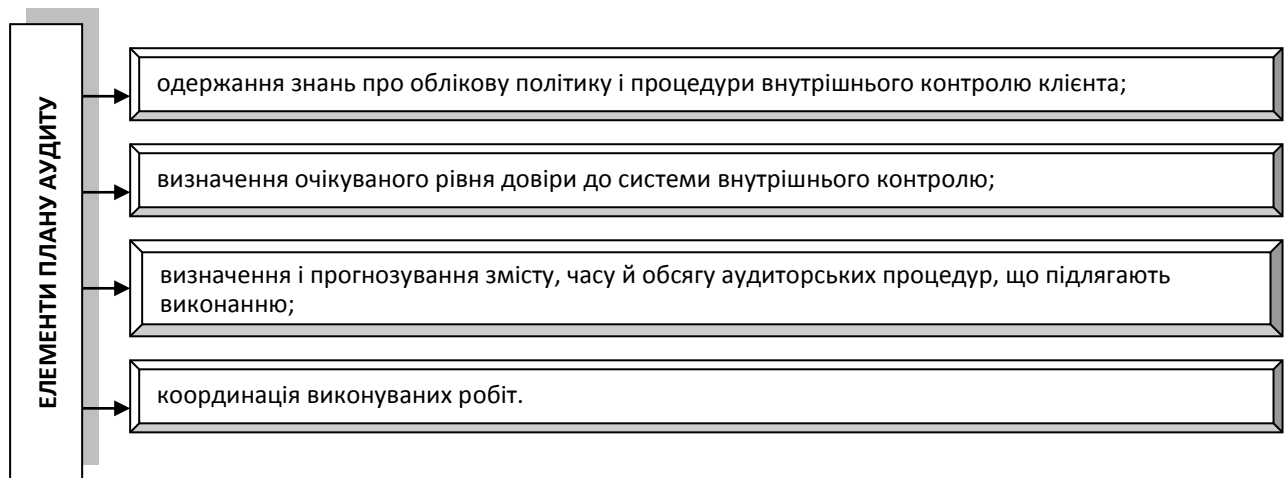 ЕЛЕМЕНТИ ПЛАНУ АУДИТУ
одержання знань про облікову політику і процедури внутрішнього контролю клієнта;
визначення очікуваного рівня довіри до системи внутрішнього контролю;
визначення і прогнозування змісту, часу й обсягу аудиторських процедур, що підлягають
виконанню;
координація виконуваних робіт.